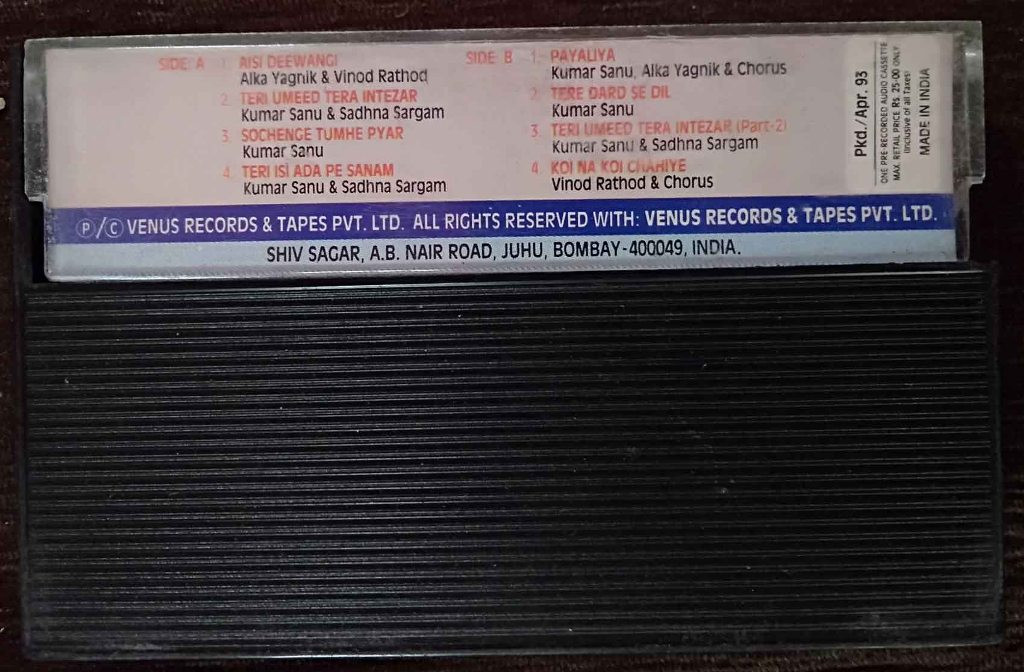 SIDE A 1. AISI DEEWANGI
Alka Yagnik & Vinod Rathod
2. TERI UMEED TERA INTEZAR
Kumar Sanu & Sadhna Sargam
3. SOCHENGE TUMHE PYAR
Kumar Sanu
4. TERI ISI ADA PE SANAM
Kumar Sanu & Sadhna Sargam
SIDE B 1. PAYALIYA
Kumar Sanu, Alka Yagnik & Chorus
2. TERE DARD SE DIL
Kumar Sanu
3. TERI UMEED TERA INTEZAR (Part-2)
Kumar Sanu & Sadhna Sargam
4. KOI NA KOI CHAHIYE
Vinod Rathod & Chorus
Pkd./Apr. 93
ONE PRE-RECORDED AUDIO CASSETTE
MAX. RETAIL PRICE Rs 25-00 ONLY
(Inclusive of all Taxes)
MADE IN INDIA
Ⓟ/Ⓒ VENUS RECORDS & TAPES PVT. LTD. ALL RIGHTS RESERVED WITH: VENUS RECORDS & TAPES PVT. LTD.
SHIV SAGAR, A.B. NAIR ROAD, JUHU, BOMBAY-400049, INDIA.